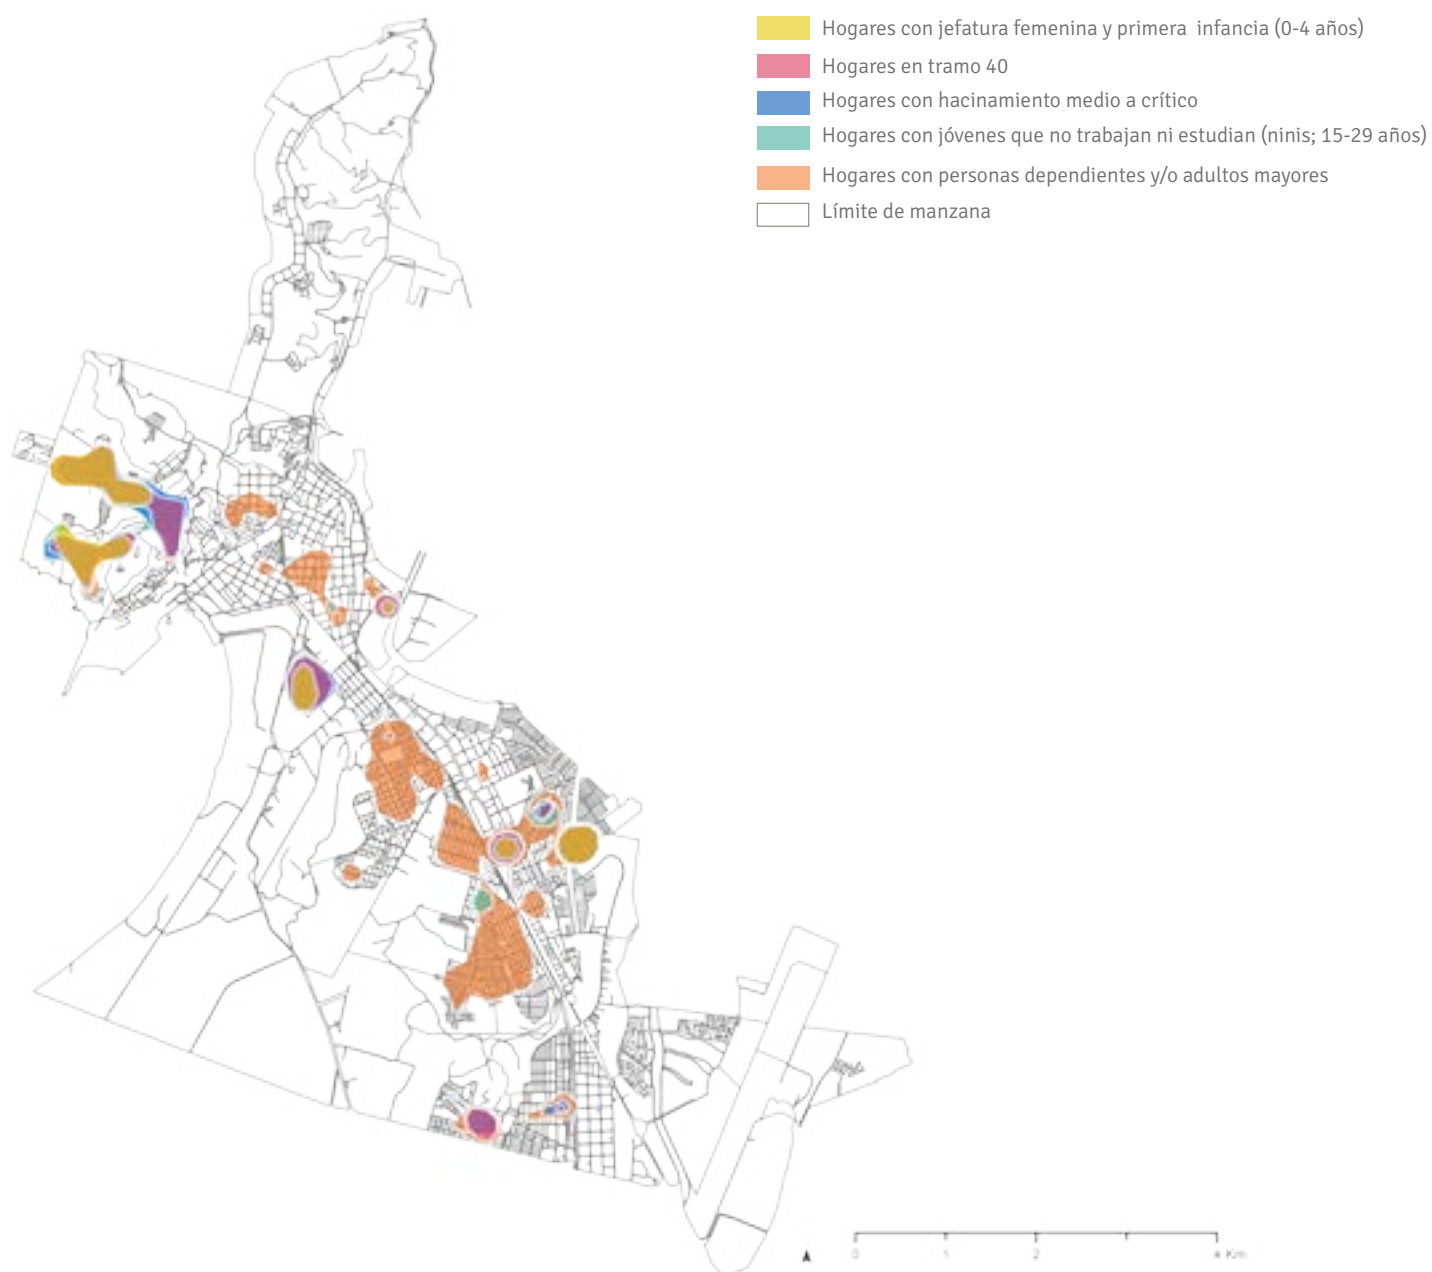 Hogares con jefatura femenina y primera infancia (0-4 años)
Hogares en tramo 40
Hogares con hacinamiento medio a crítico
Hogares con jóvenes que no trabajan ni estudian (ninis; 15-29 años)
Hogares con personas dependientes y/o adultos mayores
Límite de manzana
0 1 2 4 Km